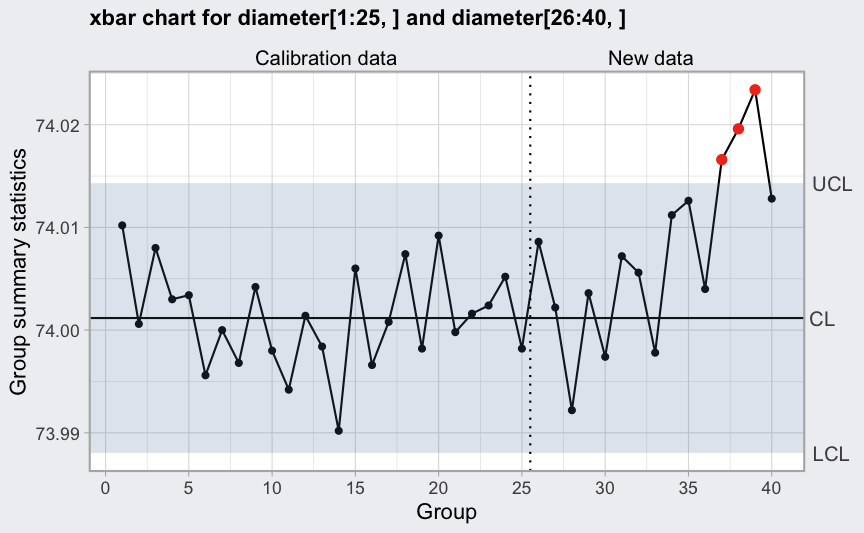 xbar chart for diameter[1:25, ] and diameter[26:40, ]
Calibration data New data
74.02
UCL
74.01
CL
74.00
73.99
LCL
Group summary statistics
0 5 10 15 20 25 30 35 40
Group